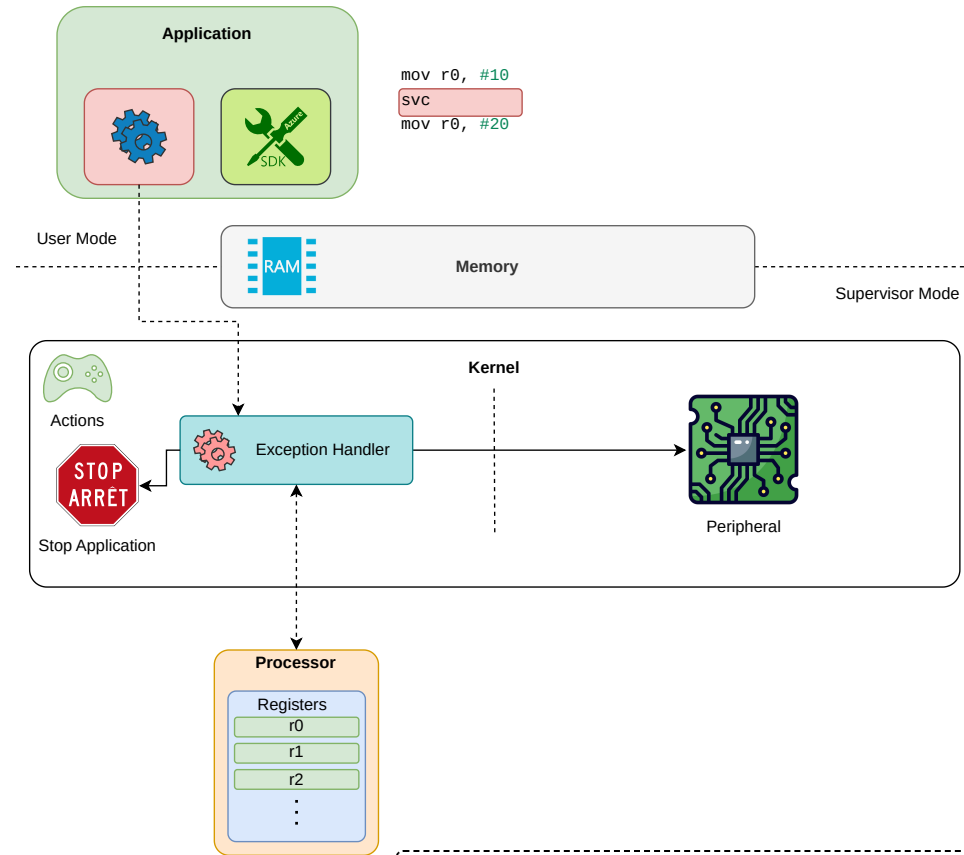 Application
mov r0, #10
svc
mov r0, #20
Azure
SDK
User Mode
RAM
Memory
Supervisor Mode
Kernel
Actions
Exception Handler
STOP
ARRÊT
Stop Application
Peripheral
Processor
Registers
r0
r1
r2